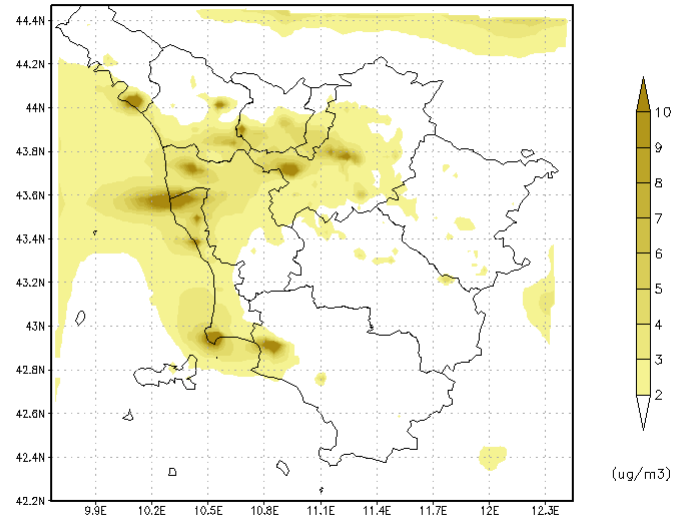 44.4N
44.2N
44N
43.8N
43.6N
43.4N
43.2N
43N
42.8N
42.6N
42.4N
42.2N
9.9E 10.2E 10.5E 10.8E 11.1E 11.4E 11.7E 12E 12.3E
10
9
8
7
6
5
4
3
2
(ug/m3)